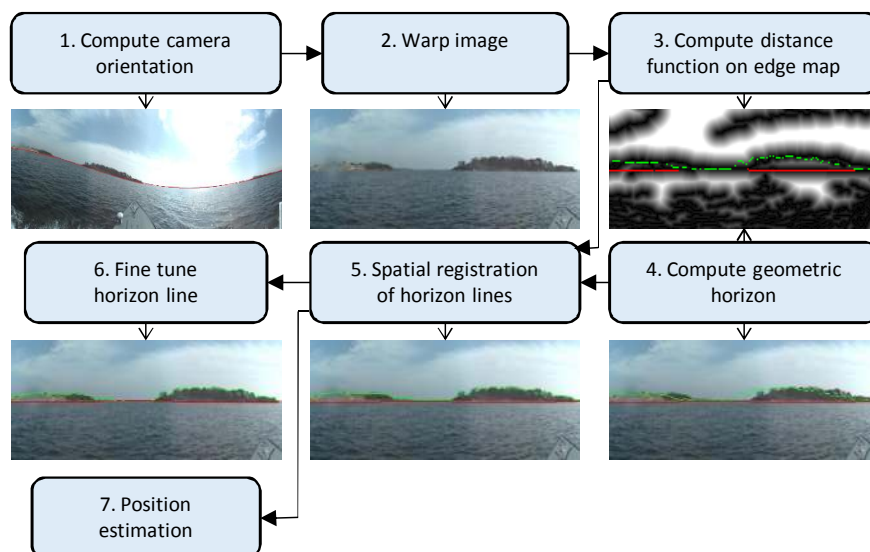 1. Compute camera
orientation
2. Warp image
3. Compute distance
function on edge map
6. Fine tune
horizon line
5. Spatial registration
of horizon lines
4. Compute geometric
horizon
7. Position
estimation